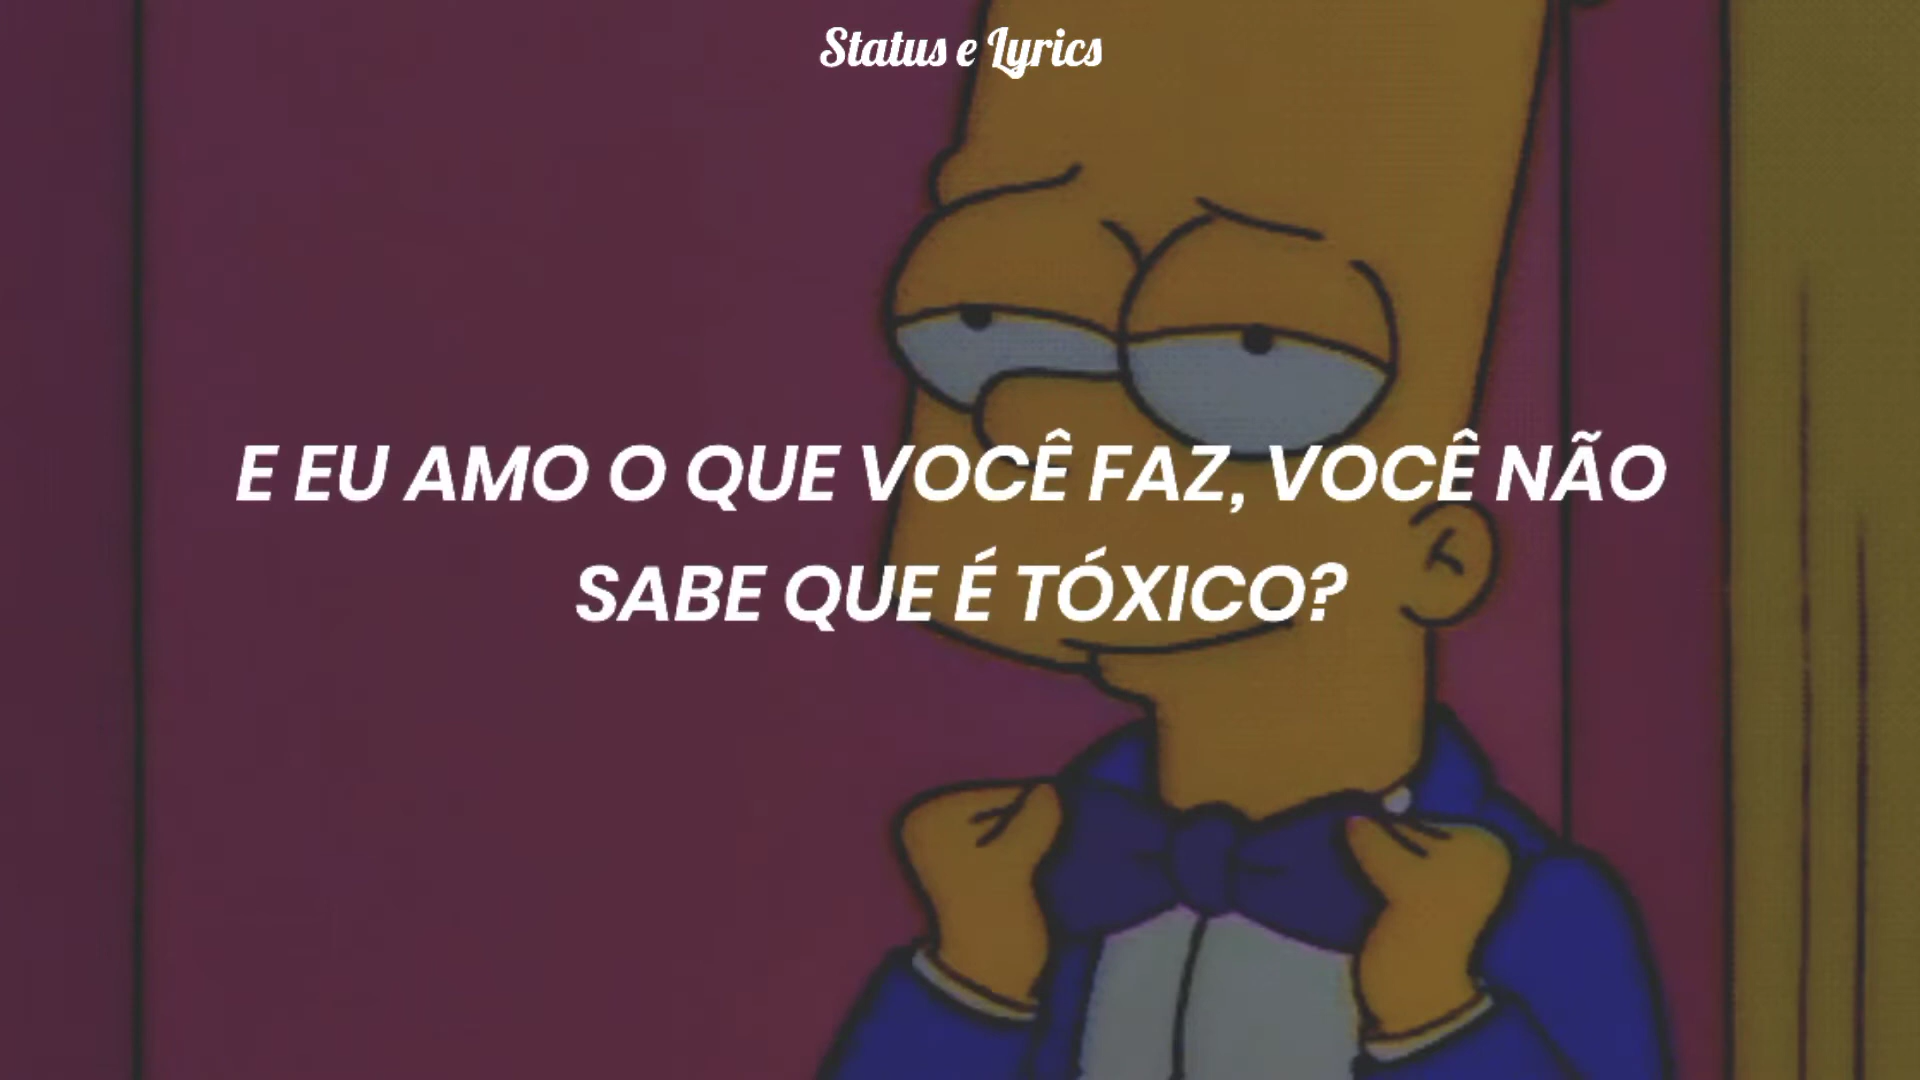 Status e Lyrics
E EU AMO O QUE VOCÊ FAZ, VOCÊ NÃO
SABE QUE É TÓXICO?